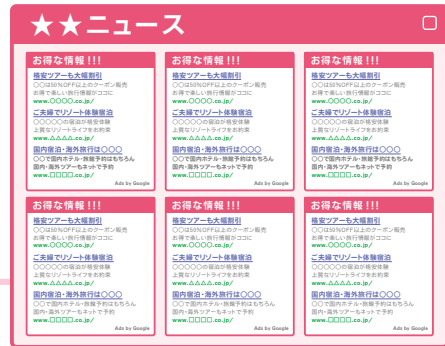 ★★ニュース
お得な情報!!!
格安ツアーも大幅割引
○○は50%OFF以上のクーポン販売
お得で楽しい旅行情報がココに
www.○○○○.co.jp/
ご夫婦でリゾート体験宿泊
○○○○○の宿泊が格安体験
上質なリゾートライフをお約束
www.△△△△.co.jp/
国内宿泊・海外旅行は○○○
○○で国内ホテル・旅館予約はもちろん
国内・海外ツアーもネットで予約
www.□□□□.co.jp/
Ads by Google
お得な情報!!!
格安ツアーも大幅割引
○○は50%OFF以上のクーポン販売
お得で楽しい旅行情報がココに
www.○○○○.co.jp/
ご夫婦でリゾート体験宿泊
○○○○○の宿泊が格安体験
上質なリゾートライフをお約束
www.△△△△.co.jp/
国内宿泊・海外旅行は○○○
○○で国内ホテル・旅館予約はもちろん
国内・海外ツアーもネットで予約
www.□□□□.co.jp/
Ads by Google
お得な情報!!!
格安ツアーも大幅割引
○○は50%OFF以上のクーポン販売
お得で楽しい旅行情報がココに
www.○○○○.co.jp/
ご夫婦でリゾート体験宿泊
○○○○○の宿泊が格安体験
上質なリゾートライフをお約束
www.△△△△.co.jp/
国内宿泊・海外旅行は○○○
○○で国内ホテル・旅館予約はもちろん
国内・海外ツアーもネットで予約
www.□□□□.co.jp/
Ads by Google
お得な情報!!!
格安ツアーも大幅割引
○○は50%OFF以上のクーポン販売
お得で楽しい旅行情報がココに
www.○○○○.co.jp/
ご夫婦でリゾート体験宿泊
○○○○○の宿泊が格安体験
上質なリゾートライフをお約束
www.△△△△.co.jp/
国内宿泊・海外旅行は○○○
○○で国内ホテル・旅館予約はもちろん
国内・海外ツアーもネットで予約
www.□□□□.co.jp/
Ads by Google
お得な情報!!!
格安ツアーも大幅割引
○○は50%OFF以上のクーポン販売
お得で楽しい旅行情報がココに
www.○○○○.co.jp/
ご夫婦でリゾート体験宿泊
○○○○○の宿泊が格安体験
上質なリゾートライフをお約束
www.△△△△.co.jp/
国内宿泊・海外旅行は○○○
○○で国内ホテル・旅館予約はもちろん
国内・海外ツアーもネットで予約
www.□□□□.co.jp/
Ads by Google
お得な情報!!!
格安ツアーも大幅割引
○○は50%OFF以上のクーポン販売
お得で楽しい旅行情報がココに
www.○○○○.co.jp/
ご夫婦でリゾート体験宿泊
○○○○○の宿泊が格安体験
上質なリゾートライフをお約束
www.△△△△.co.jp/
国内宿泊・海外旅行は○○○
○○で国内ホテル・旅館予約はもちろん
国内・海外ツアーもネットで予約
www.□□□□.co.jp/
Ads by Google